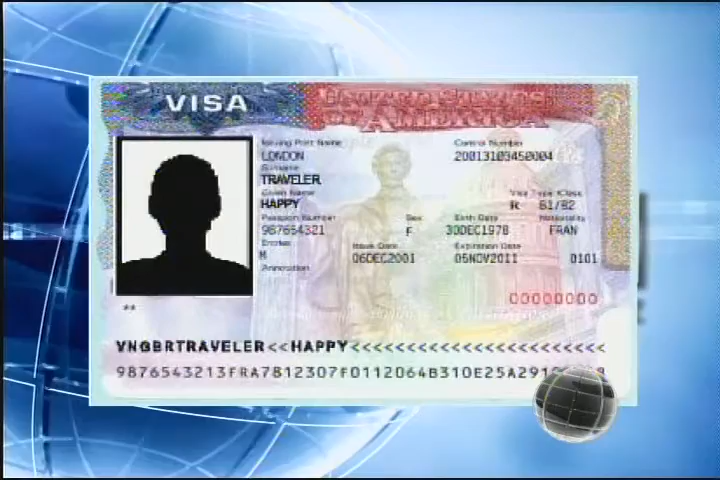 VISA
UNITED STATES
OF AMERICA
Issuing Post Name
LONDON
Control Number
20013103450004
Surname
TRAVELER
Given Name
HAPPY
Visa Type /Class
R B1/B2
Passport Number
987654321
Sex
F
Birth Date
30DEC1978
Nationality
FRAN
Entries
M
Issue Date
06DEC2001
Expiration Date
05NOV2011
0101
Annotation
00000000
**
VNGBRTRAVELER<<HAPPY<<<<<<<<<<<<<<<<<<<<<<<<